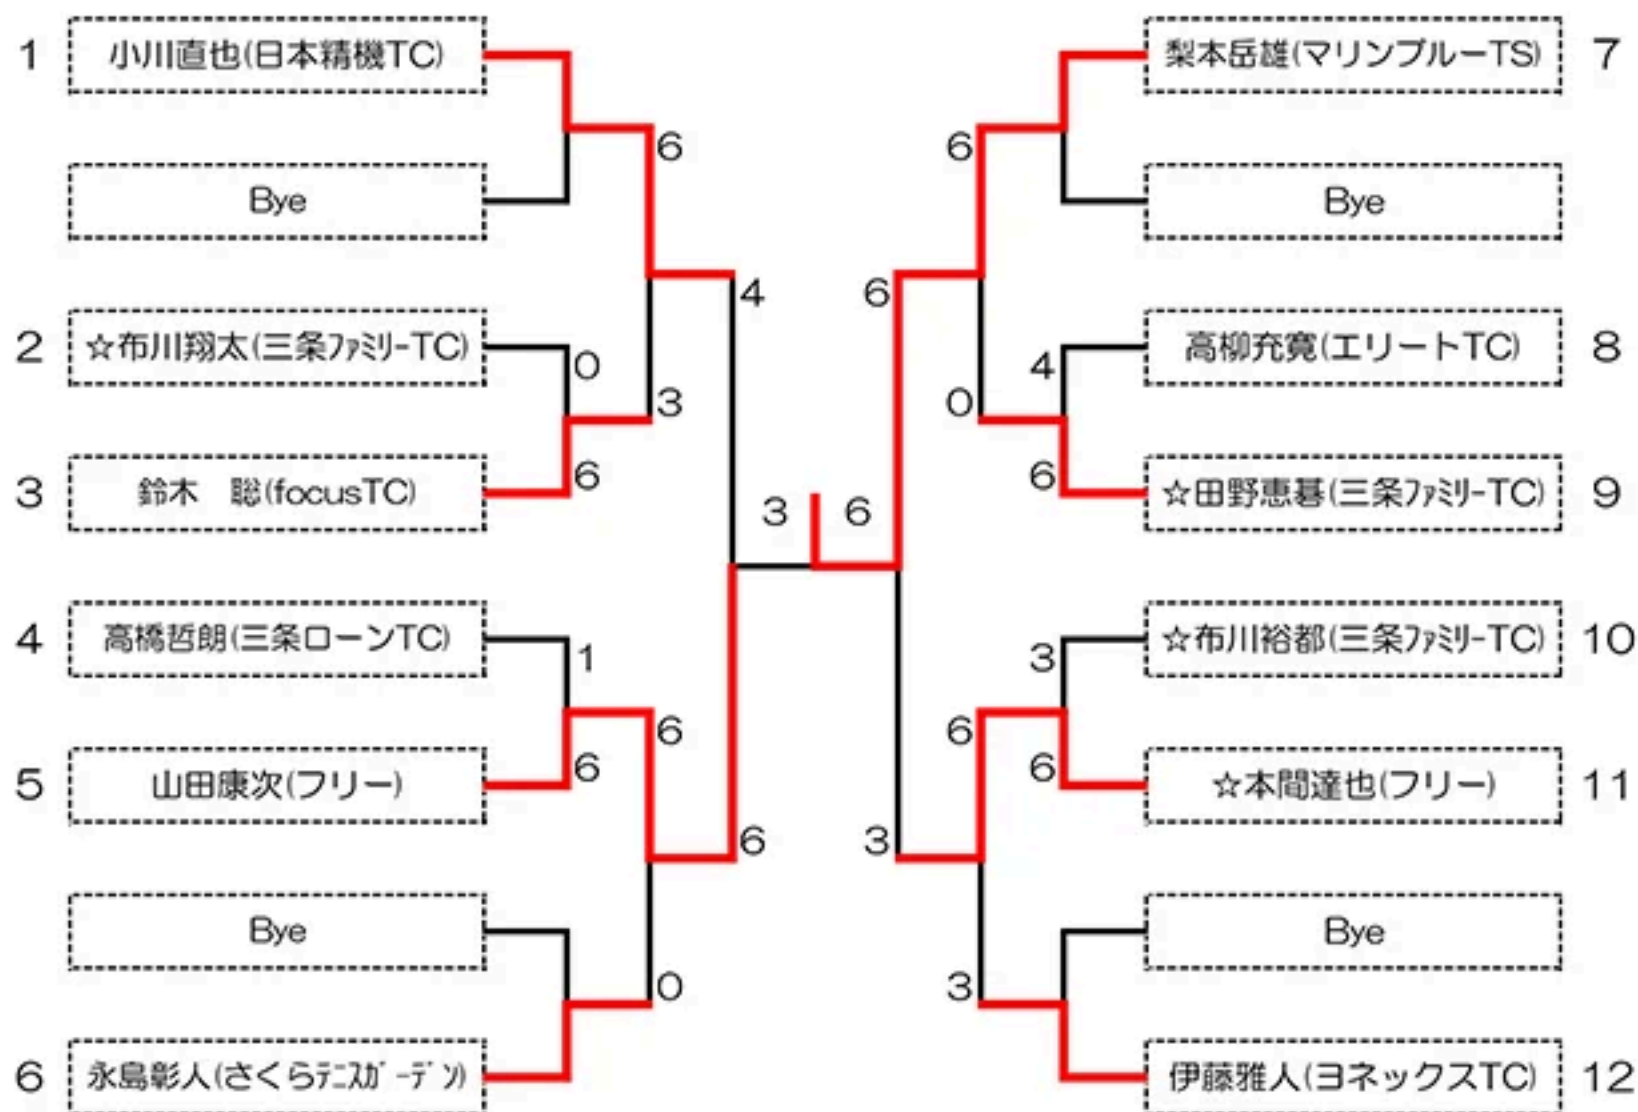 1 小川直也(日本精機TC)
Bye
2 ☆布川翔太(三条ファミリーTC)
3 鈴木 聡(focusTC)
4 高橋哲朗(三条ローンTC)
5 山田康次(フリー)
Bye
6 永島彰人(さくらテニスガーデン)
6
0
3
6
4
1
6
6
6
0
3 6
6
6
4
0
6
3
6
6
3
3
梨本岳雄(マリンブルーTS) 7
Bye
高柳充寛(エリートTC) 8
☆田野恵碁(三条ファミリーTC) 9
☆布川裕都(三条ファミリーTC) 10
☆本間達也(フリー) 11
Bye
伊藤雅人(ヨネックスTC) 12